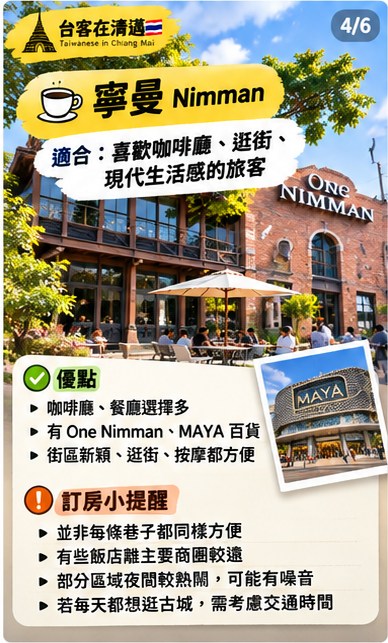 4/6
台客在清邁
Taiwanese in Chiang Mai
寧曼 Nimman
適合：喜歡咖啡廳、逛街、
現代生活感的旅客
One
NIMMAN
優點
▸ 咖啡廳、餐廳選擇多
▸ 有 One Nimman、MAYA 百貨
▸ 街區新穎、逛街、按摩都方便
MAYA
訂房小提醒
▸ 並非每條巷子都同樣方便
▸ 有些飯店離主要商圈較遠
▸ 部分區域夜間較熱鬧，可能有噪音
▸ 若每天都想逛古城，需考慮交通時間